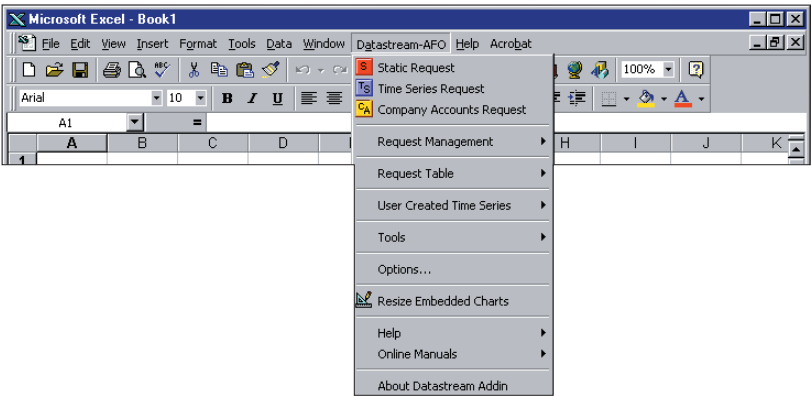 Microsoft Excel - Book1
File Edit View Insert Format Tools Data Window Datastream-AFO Help Acrobat
100%
Arial 10 B I U A
A1 =
A B C D H I J K
1
S Static Request
TS Time Series Request
CA Company Accounts Request
Request Management
Request Table
User Created Time Series
Tools
Options...
Resize Embedded Charts
Help
Online Manuals
About Datastream Addin